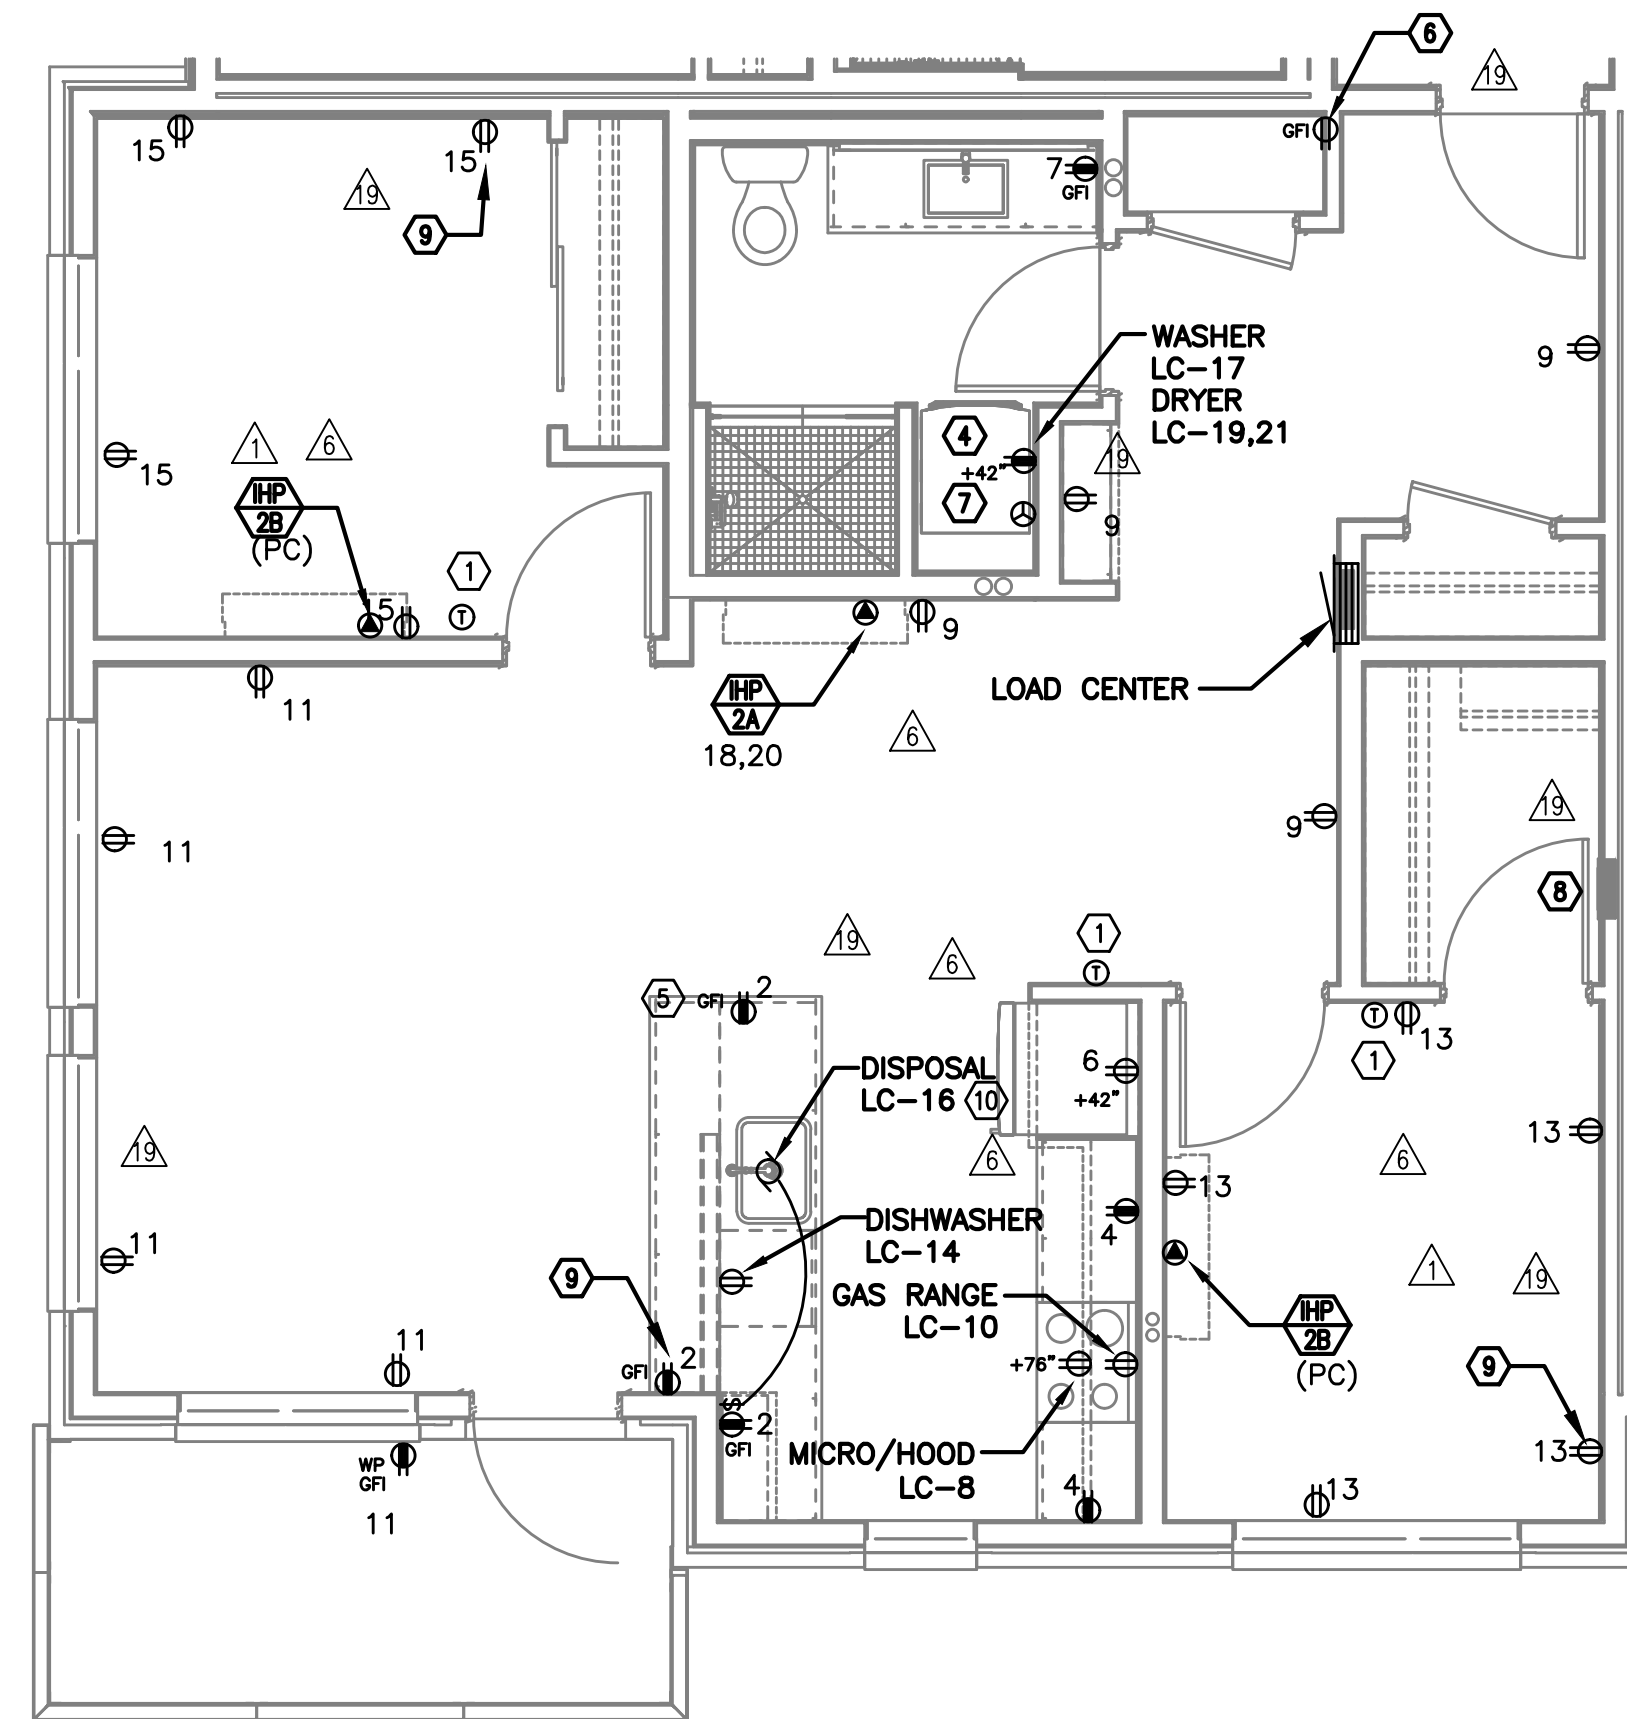 6
19
GFI
15
15
7
GFI
19
9
WASHER
LC-17
DRYER
LC-19,21
9
1
6
4
+42"
19
15
7
IHP
2B
(PC)
9
1
T
5
9
11
LOAD CENTER
IHP
2A
18,20
6
19
9
11
8
19
6
1
T
5
GFI
2
T
13
1
6
+42"
DISPOSAL
LC-16
10
13
19
6
6
13
11
DISHWASHER
LC-14
4
1
19
9
GAS RANGE
LC-10
IHP
2B
(PC)
11
GFI
2
+76"
9
S
2
GFI
WP
GFI
11
MICRO/HOOD
LC-8
4
13
13